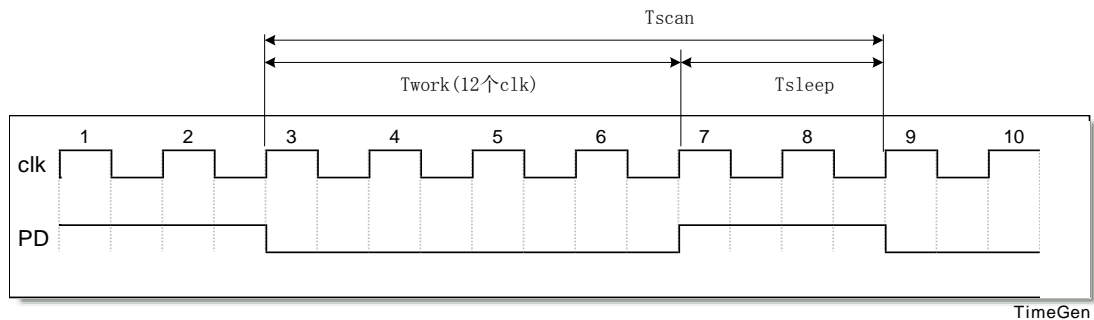 Tscan
Twork(12个clk)
Tsleep
1 2 3 4 5 6 7 8 9 10
clk
PD
TimeGen